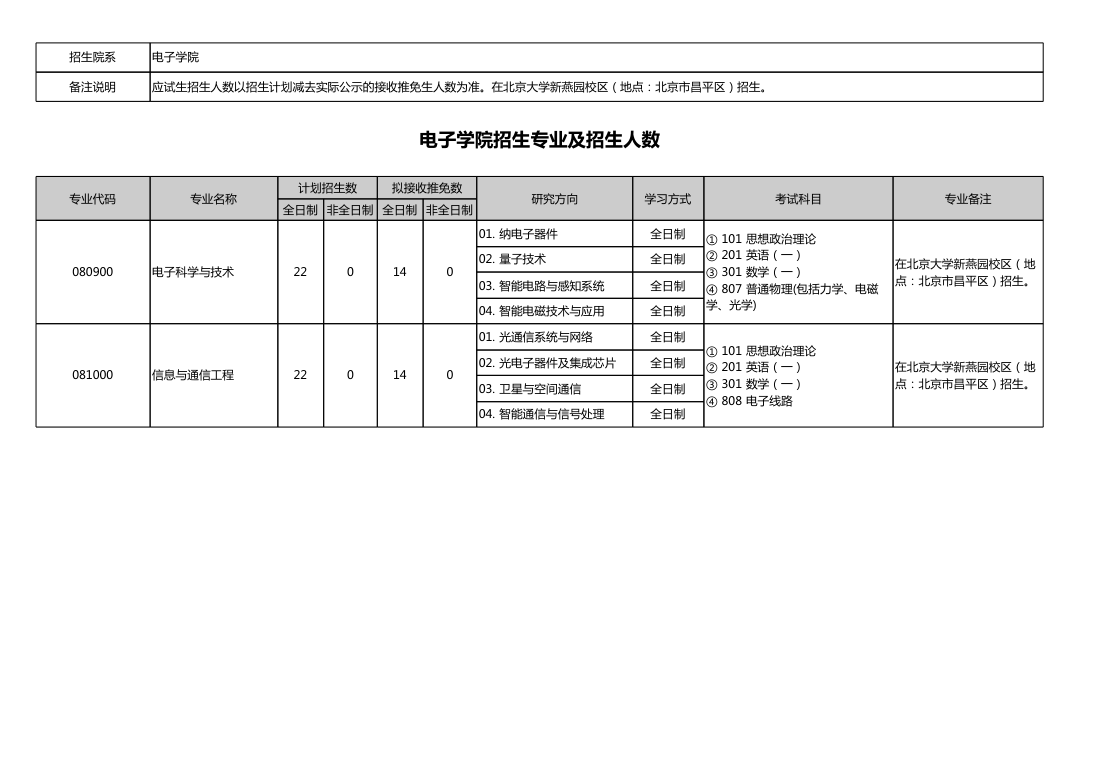 招生院系 电子学院
备注说明 应试生招生人数以招生计划减去实际公示的接收推免生人数为准。在北京大学新燕园校区（地点：北京市昌平区）招生。
电子学院招生专业及招生人数
专业代码 专业名称 计划招生数 拟接收推免数 研究方向 学习方式 考试科目 专业备注
全日制 非全日制 全日制 非全日制
080900 电子科学与技术 22 0 14 0
01. 纳电子器件 全日制
02. 量子技术 全日制
03. 智能电路与感知系统 全日制
04. 智能电磁技术与应用 全日制
① 101 思想政治理论
② 201 英语（一）
③ 301 数学（一）
④ 807 普通物理(包括力学、电磁
学、光学)
在北京大学新燕园校区（地
点：北京市昌平区）招生。
081000 信息与通信工程 22 0 14 0
01. 光通信系统与网络 全日制
02. 光电子器件及集成芯片 全日制
03. 卫星与空间通信 全日制
04. 智能通信与信号处理 全日制
① 101 思想政治理论
② 201 英语（一）
③ 301 数学（一）
④ 808 电子线路
在北京大学新燕园校区（地
点：北京市昌平区）招生。